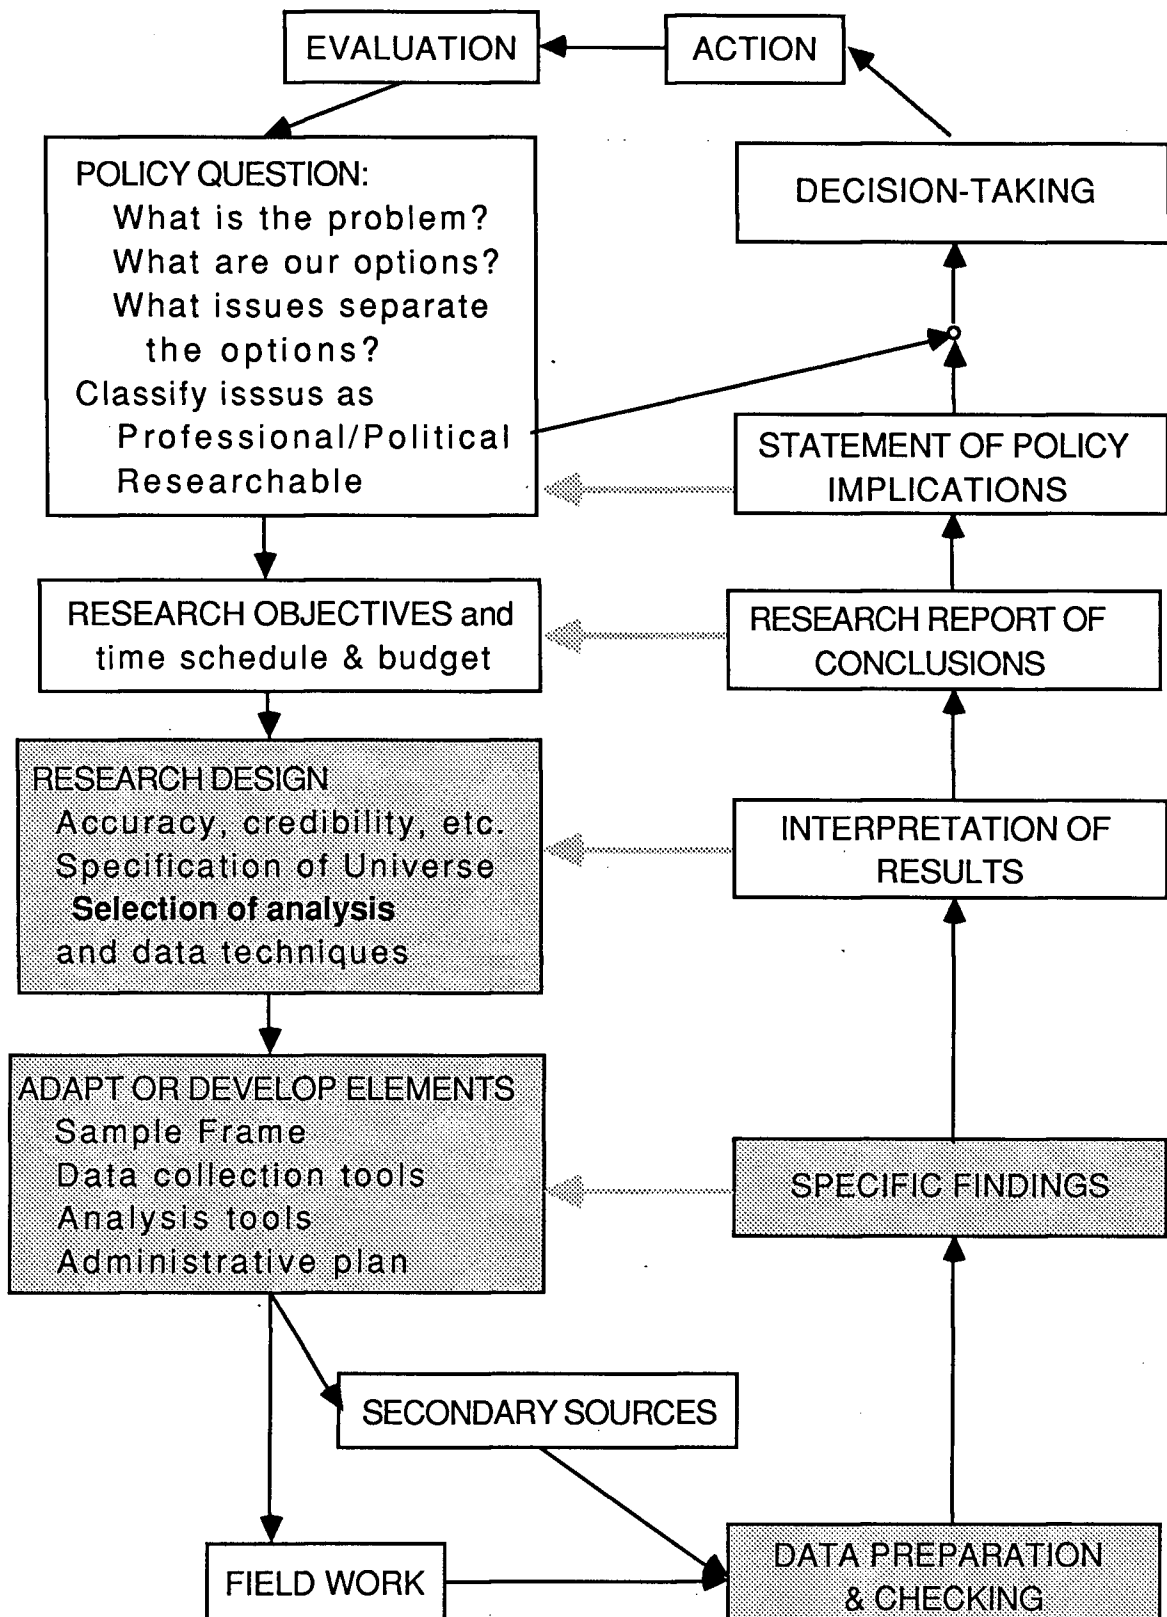 EVALUATION
ACTION
POLICY QUESTION:
What is the problem?
What are our options?
What issues separate
the options?
Classify isssus as
Professional/Political
Researchable
DECISION-TAKING
STATEMENT OF POLICY
IMPLICATIONS
RESEARCH OBJECTIVES and
time schedule & budget
RESEARCH REPORT OF
CONCLUSIONS
RESEARCH DESIGN
Accuracy, credibility, etc.
Specification of Universe
Selection of analysis
and data techniques
INTERPRETATION OF
RESULTS
ADAPT OR DEVELOP ELEMENTS
Sample Frame
Data collection tools
Analysis tools
Administrative plan
SPECIFIC FINDINGS
SECONDARY SOURCES
FIELD WORK
DATA PREPARATION
& CHECKING